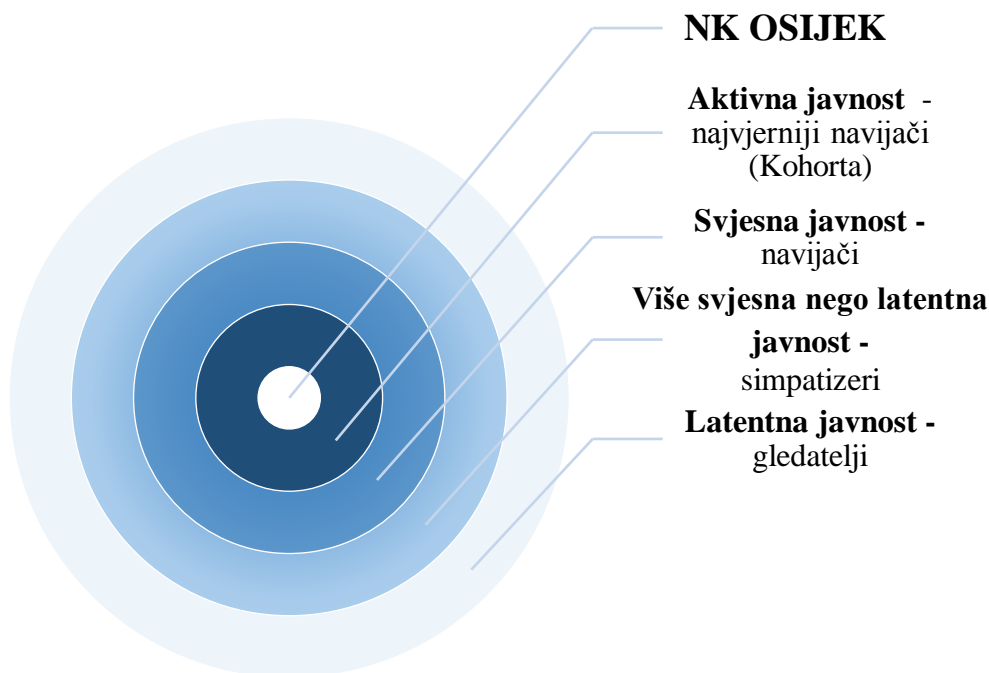 NK OSIJEK
Aktivna javnost -
najvjerniji navijači
(Kohorta)
Svjesna javnost -
navijači
Više svjesna nego latentna
javnost -
simpatizeri
Latentna javnost -
gledatelji